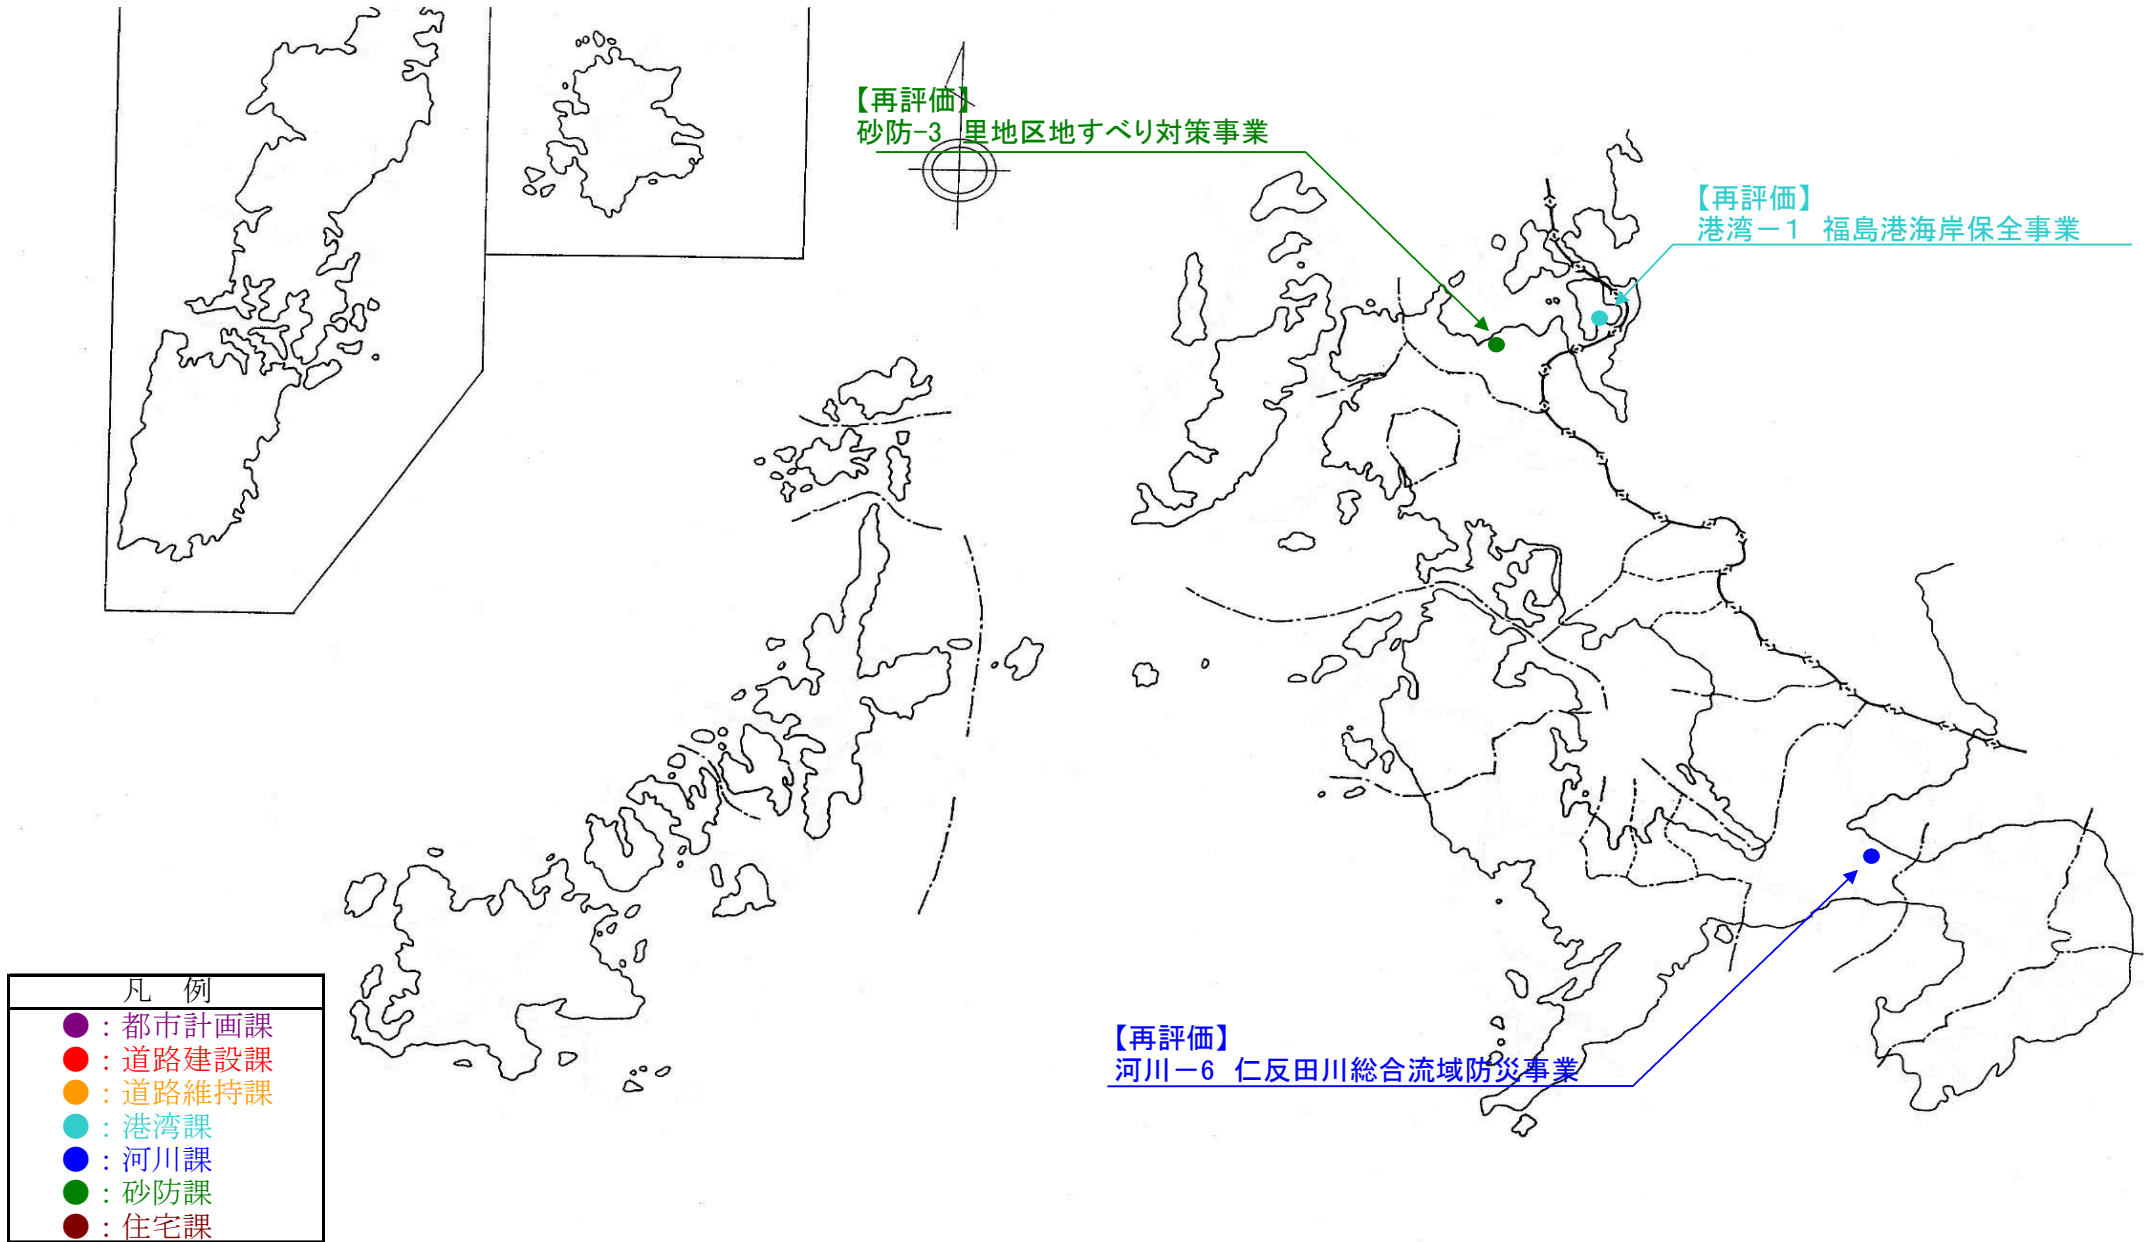 【再評価】
砂防-3 里地区地すべり対策事業
【再評価】
港湾－1 福島港海岸保全事業
【再評価】
河川－6 仁反田川総合流域防災事業
凡 例
●：都市計画課
●：道路建設課
●：道路維持課
●：港湾課
●：河川課
●：砂防課
●：住宅課